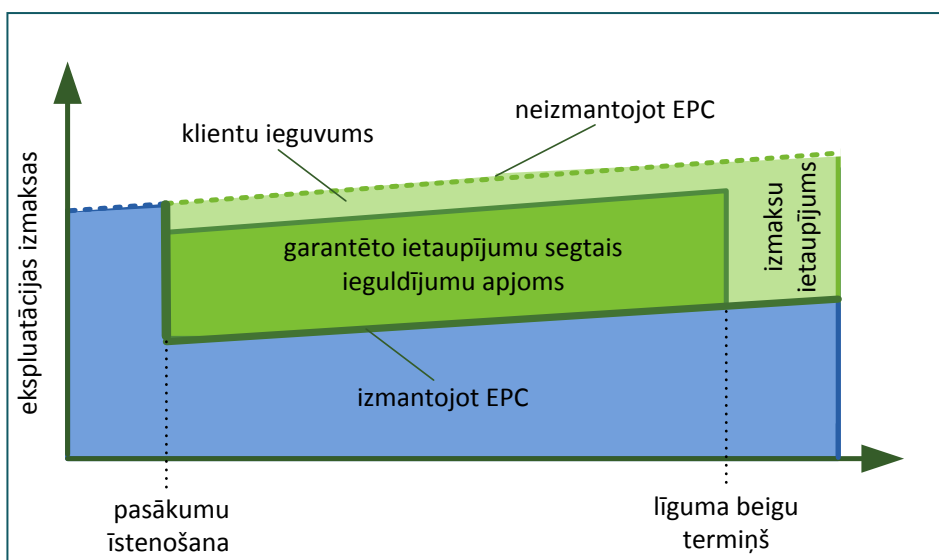 ekspluatācijas izmaksas
klientu ieguvums
neizmantojot EPC
garantēto ietaupījumu segtais
ieguldījumu apjoms
izmaksu
ietaupījums
izmantojot EPC
pasākumu
īstenošana
līguma beigu
termiņš